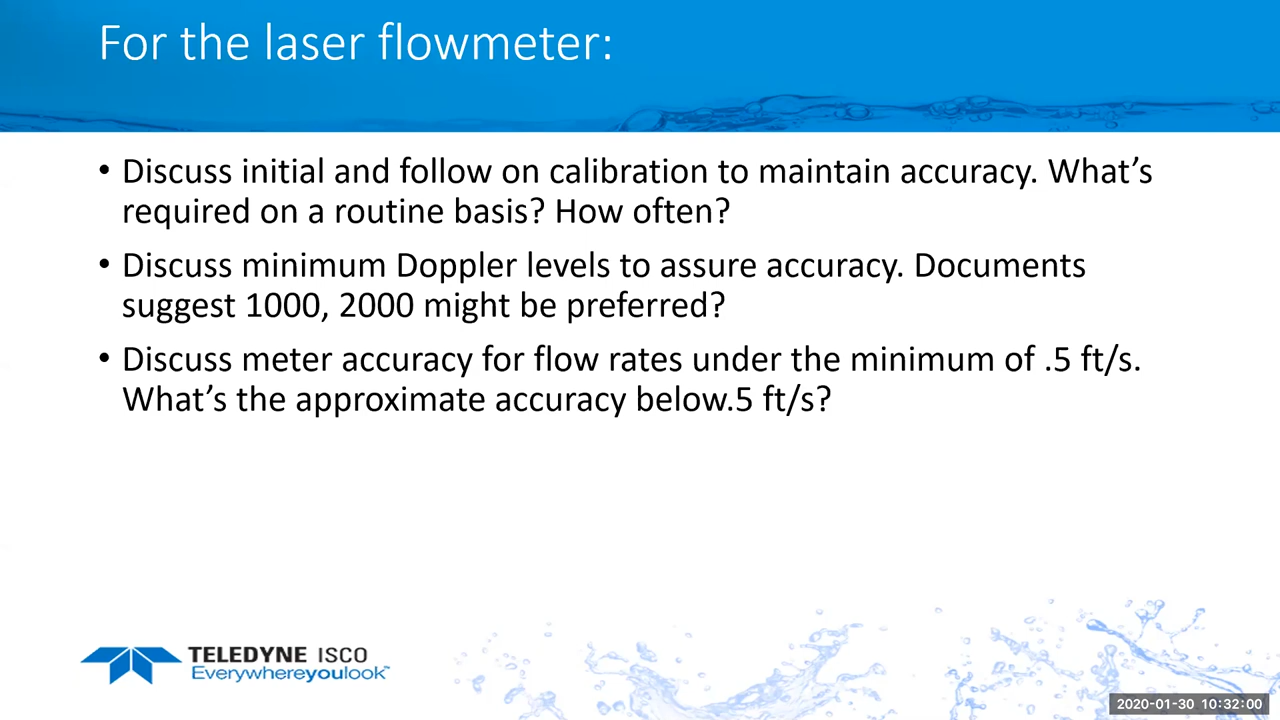 For the laser flowmeter:
• Discuss initial and follow on calibration to maintain accuracy. What’s
required on a routine basis? How often?
• Discuss minimum Doppler levels to assure accuracy. Documents
suggest 1000, 2000 might be preferred?
• Discuss meter accuracy for flow rates under the minimum of .5 ft/s.
What’s the approximate accuracy below.5 ft/s?
TELEDYNE ISCO
Everywhereyoulook™
2020-01-30 10:32:00